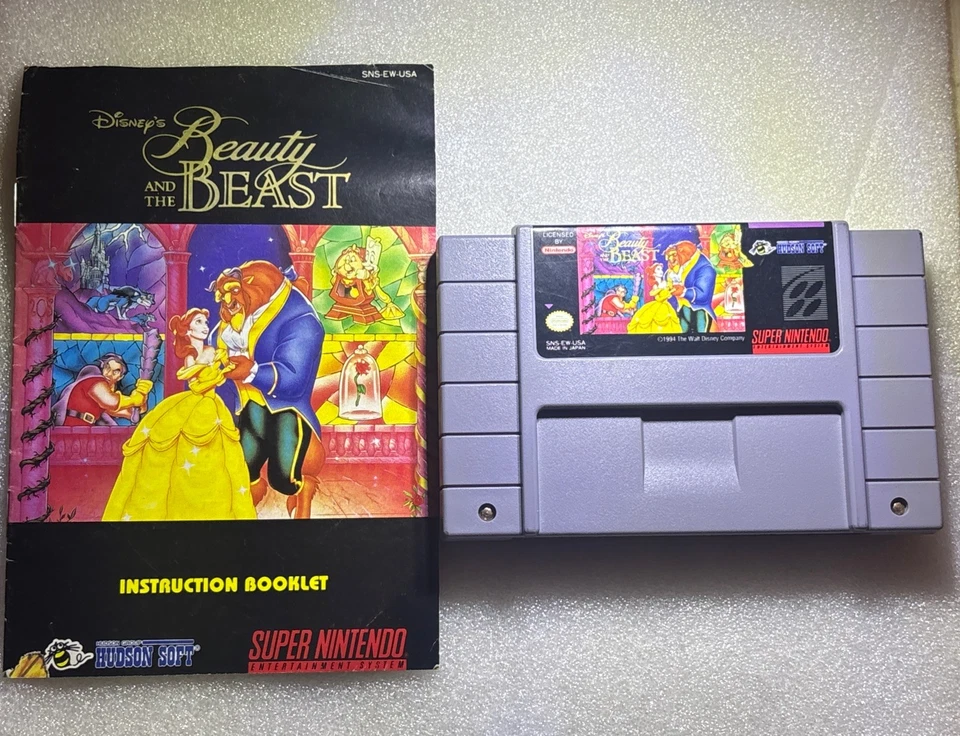 SNS-EW-USA
DISNEY'S
Beauty
AND THE BEAST
INSTRUCTION BOOKLET
HUDSON GROUP
HUDSON SOFT®
SUPER NINTENDO
ENTERTAINMENT SYSTEM
LICENSED
BY
Nintendo
Beauty
BEAST
HUDSON SOFT
SNS-EW-USA
MADE IN JAPAN
©1994 The Walt Disney Company
SUPER NINTENDO
ENTERTAINMENT SYSTEM